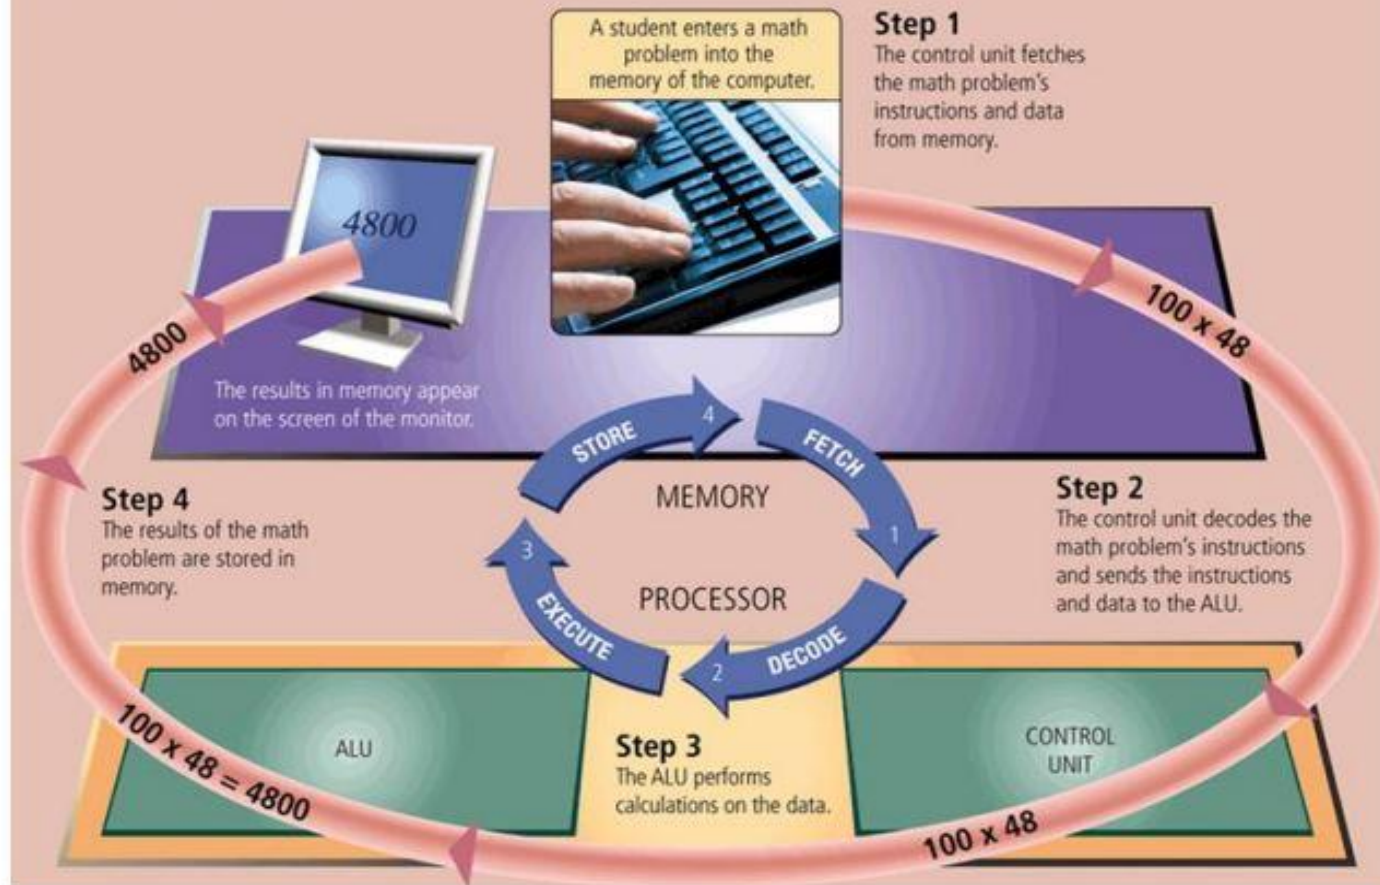 A student enters a math
problem into the
memory of the computer.
Step 1
The control unit fetches
the math problem's
instructions and data
from memory.
4800
4800
100 x 48
The results in memory appear
on the screen of the monitor.
4
STORE
FETCH
1
MEMORY
Step 4
The results of the math
problem are stored in
memory.
Step 2
The control unit decodes the
math problem's instructions
and sends the instructions
and data to the ALU.
3
EXECUTE
PROCESSOR
DECODE
2
100 x 48 = 4800
ALU
Step 3
The ALU performs
calculations on the data.
CONTROL
UNIT
100 x 48